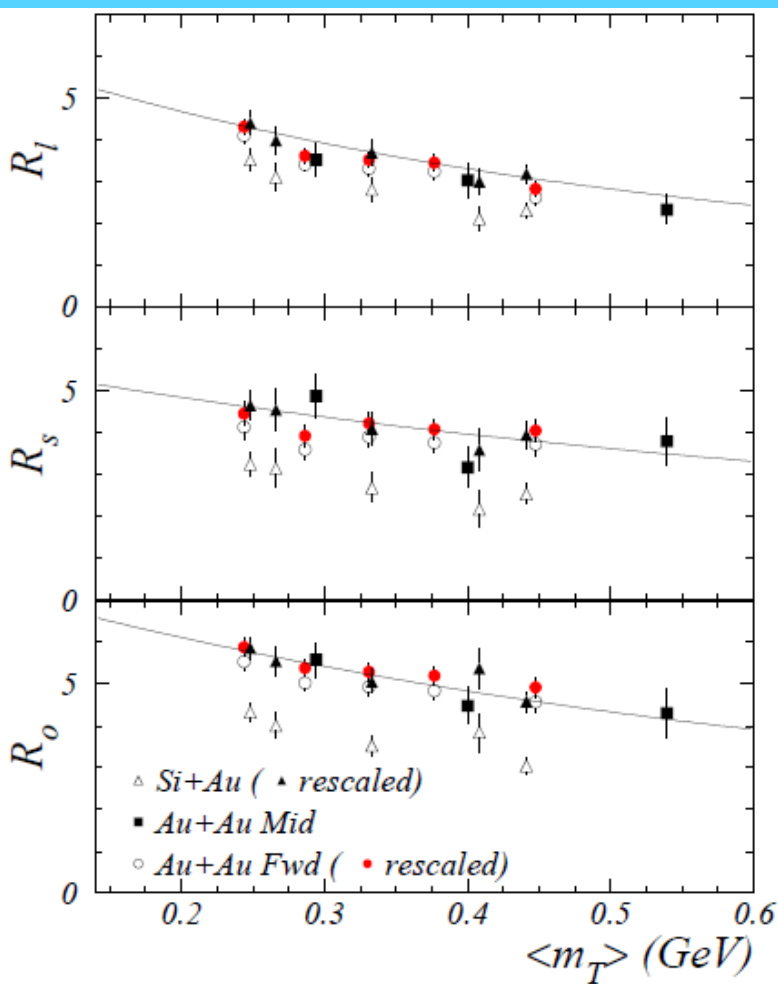 R_l
5
0
R_s
5
0
R_o
5
0
△ Si+Au ( ▲ rescaled)
■ Au+Au Mid
○ Au+Au Fwd ( ● rescaled)
0.2 0.3 0.4 0.5 0.6
<m_T> (GeV)